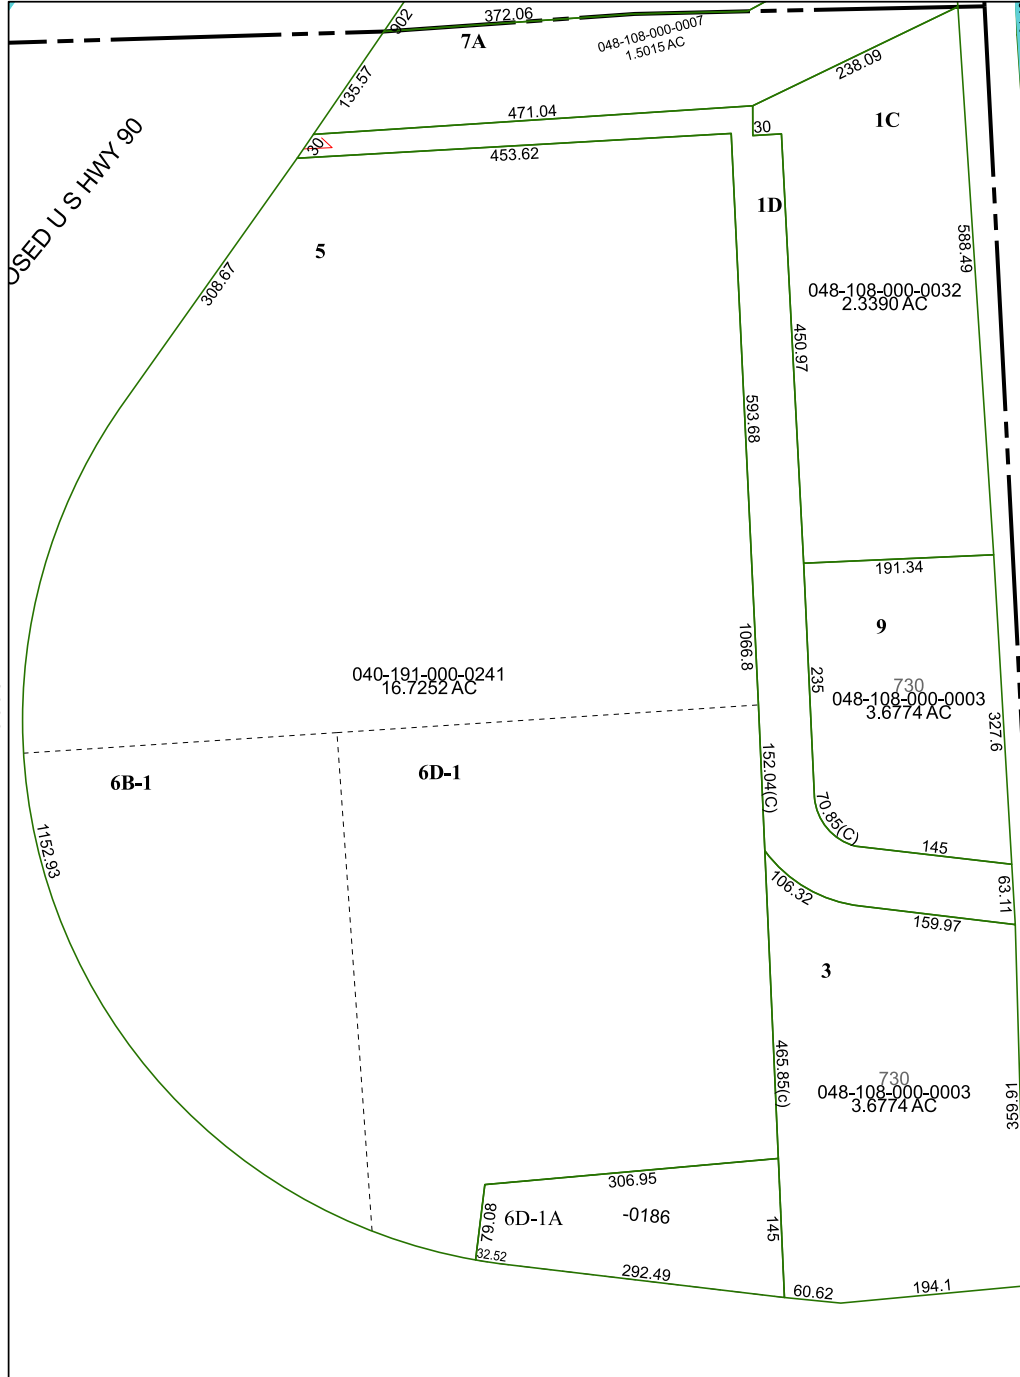 902
372.06
7A
048-108-000-0007
1.5015 AC
135.57
238.09
471.04
30
1C
30
453.62
OSED U S HWY 90
1D
5
588.49
308.67
048-108-000-0032
2.3390 AC
450.97
593.68
191.34
9
1066.8
235
040-191-000-0241
16.7252 AC
730
048-108-000-0003
3.6774 AC
327.6
6B-1
6D-1
152.04(C)
70.85(C)
1152.93
145
106.32
63.11
159.97
3
465.85(c)
730
048-108-000-0003
3.6774 AC
359.91
306.95
79.08
6D-1A
-0186
145
32.52
292.49
60.62
194.1